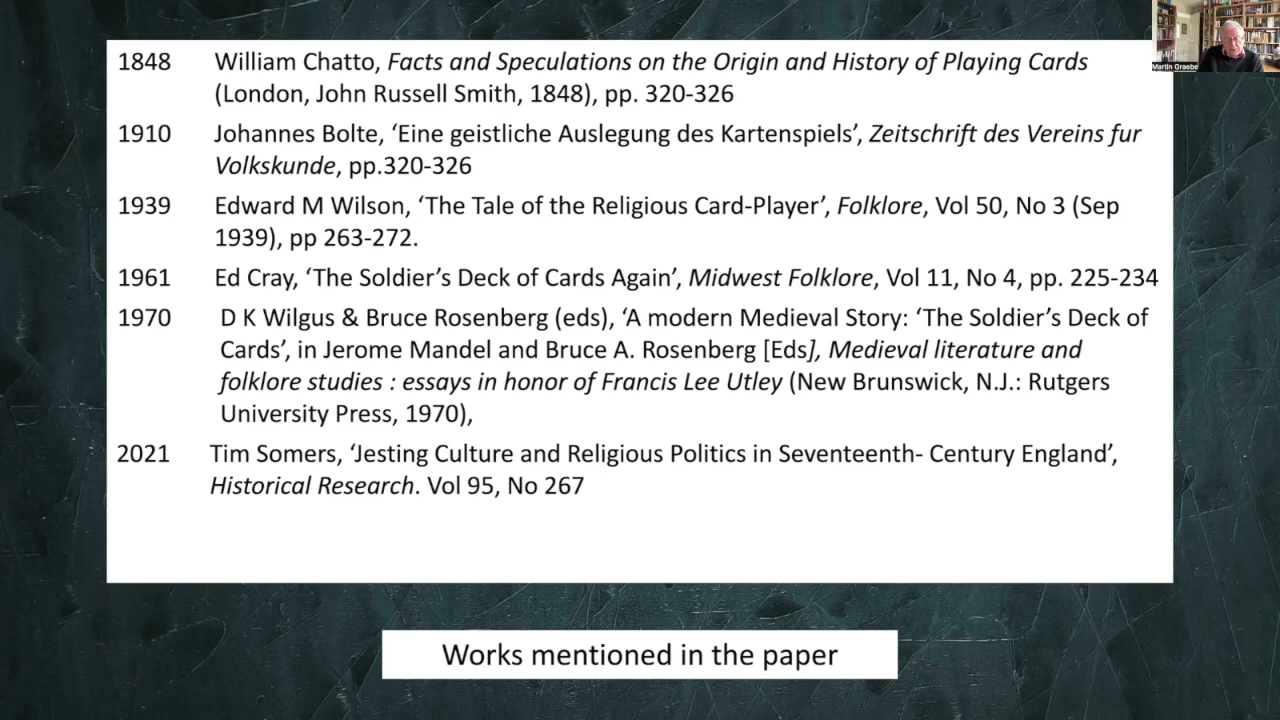 1848 William Chatto, Facts and Speculations on the Origin and History of Playing Cards
(London, John Russell Smith, 1848), pp. 320-326
1910 Johannes Bolte, ‘Eine geistliche Auslegung des Kartenspiels’, Zeitschrift des Vereins fur
Volkskunde, pp.320-326
1939 Edward M Wilson, ‘The Tale of the Religious Card-Player’, Folklore, Vol 50, No 3 (Sep
1939), pp 263-272.
1961 Ed Cray, ‘The Soldier’s Deck of Cards Again’, Midwest Folklore, Vol 11, No 4, pp. 225-234
1970 D K Wilgus & Bruce Rosenberg (eds), ‘A modern Medieval Story: ‘The Soldier’s Deck of
Cards’, in Jerome Mandel and Bruce A. Rosenberg [Eds], Medieval literature and
folklore studies : essays in honor of Francis Lee Utley (New Brunswick, N.J.: Rutgers
University Press, 1970),
2021 Tim Somers, ‘Jesting Culture and Religious Politics in Seventeenth- Century England’,
Historical Research. Vol 95, No 267
Works mentioned in the paper
Martin Graebe